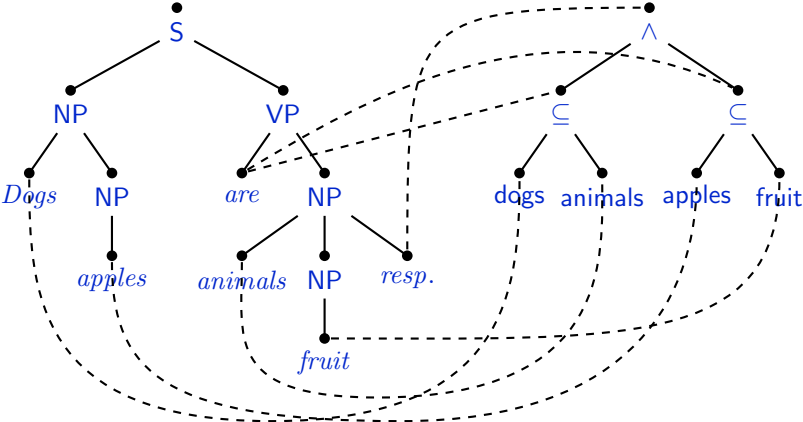 S ∧
NP VP ⊆ ⊆
Dogs NP are NP dogs animals apples fruit
apples animals NP resp.
fruit